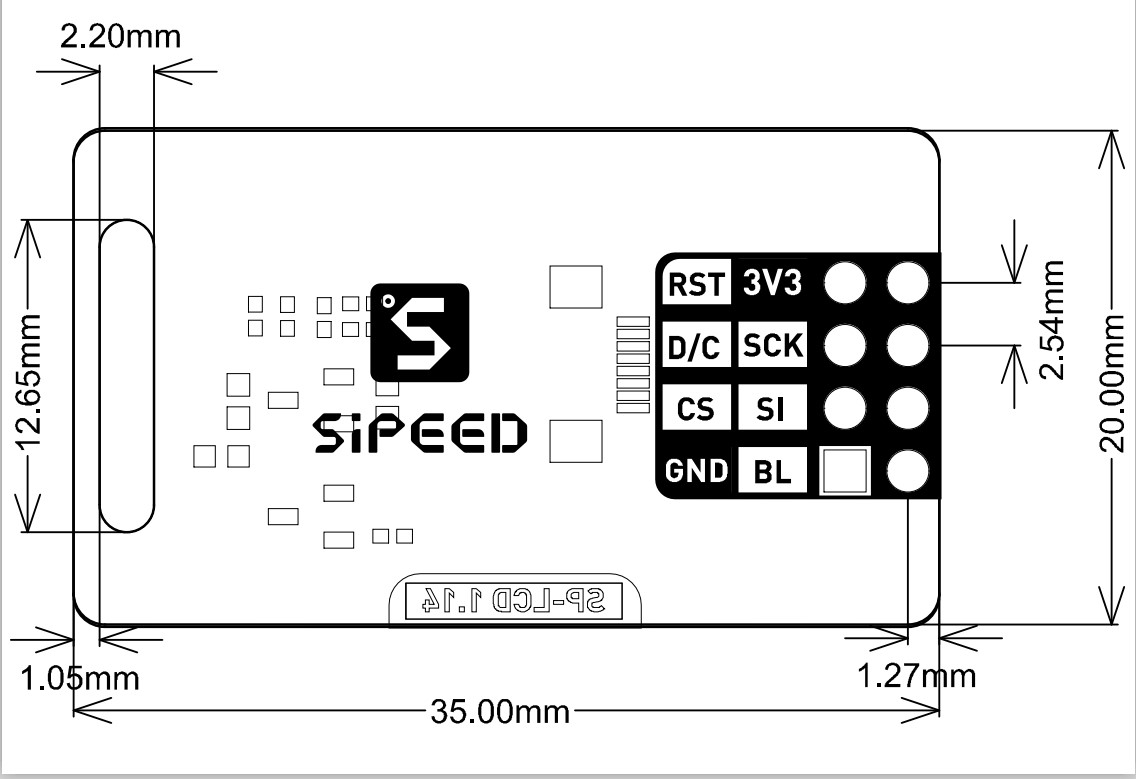 2.20mm
12.65mm
RST 3V3
D/C SCK
CS SI
GND BL
SiPEED
2.54mm
20.00mm
SP-LCD 1.14
1.05mm
1.27mm
35.00mm